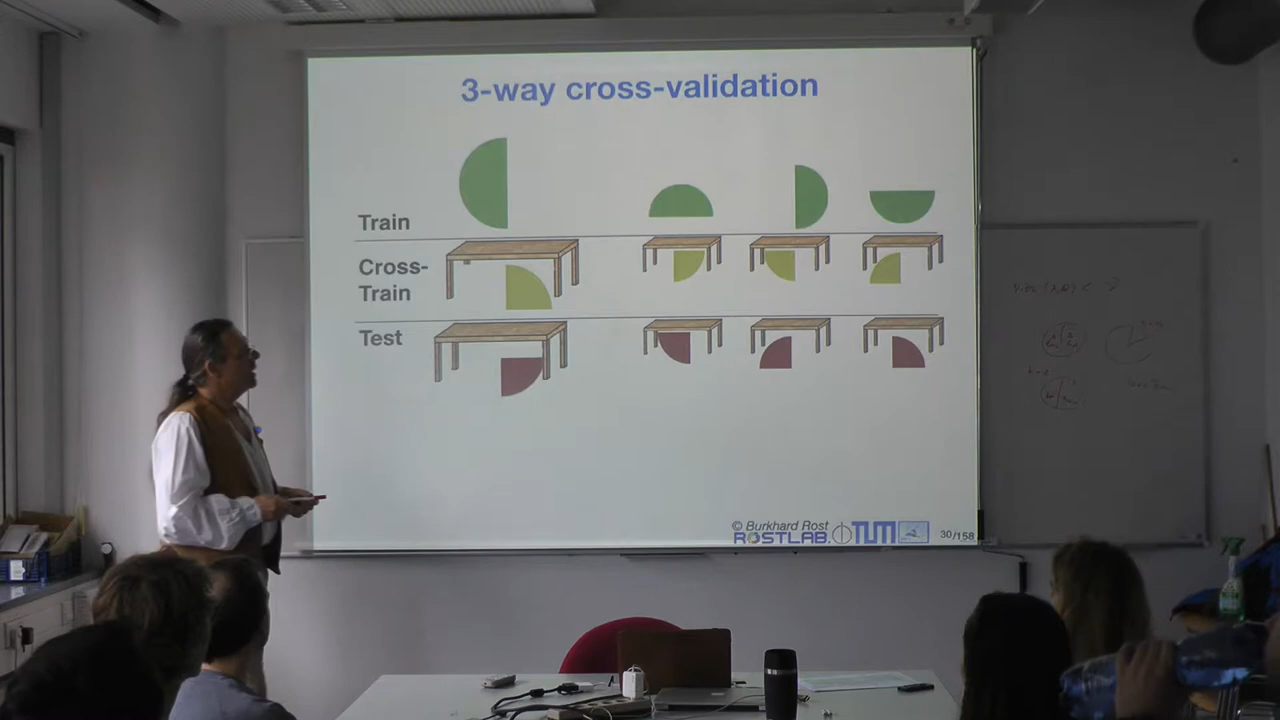 3-way cross-validation
Train
Cross-
Train
Test
© Burkhard Rost
ROSTLAB
TUM
30/158